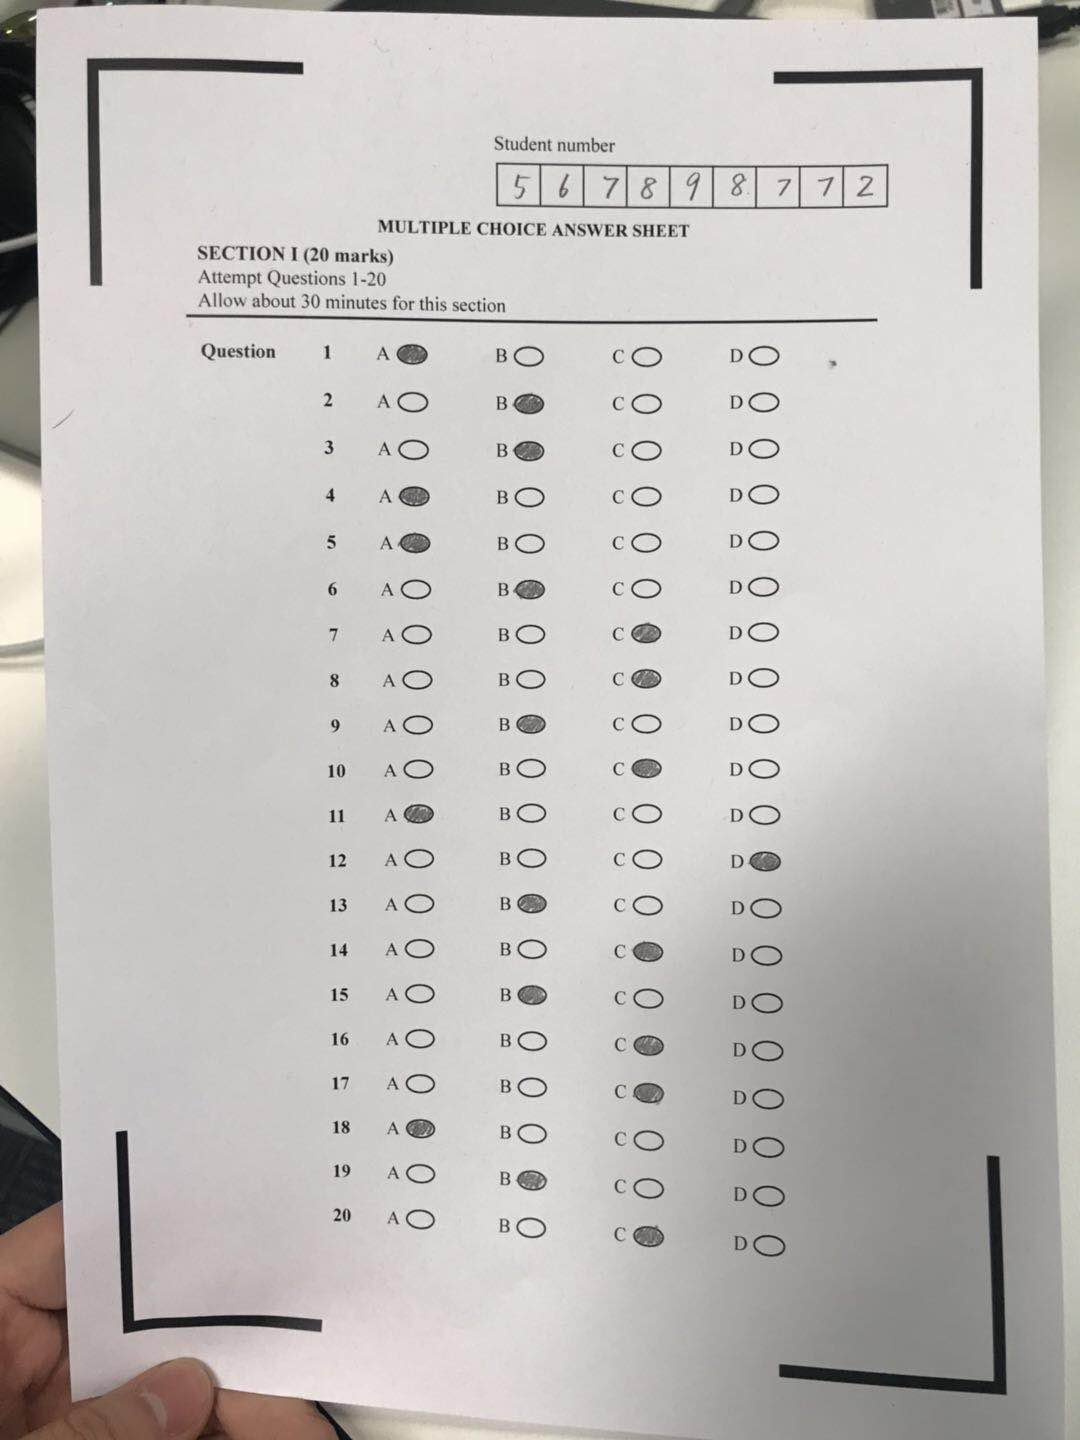 Student number
5 6 7 8 9 8 7 7 2
MULTIPLE CHOICE ANSWER SHEET
SECTION I (20 marks)
Attempt Questions 1-20
Allow about 30 minutes for this section
Question 1 A B C D
2 A B C D
3 A B C D
4 A B C D
5 A B C D
6 A B C D
7 A B C D
8 A B C D
9 A B C D
10 A B C D
11 A B C D
12 A B C D
13 A B C D
14 A B C D
15 A B C D
16 A B C D
17 A B C D
18 A B C D
19 A B C D
20 A B C D